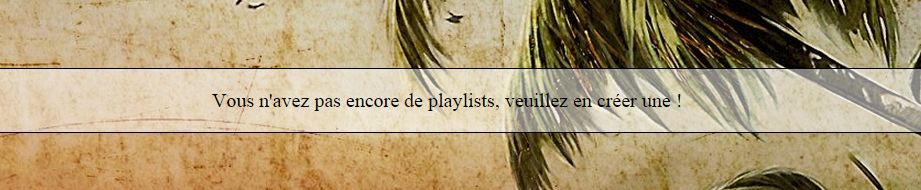 Vous n'avez pas encore de playlists, veuillez en créer une !